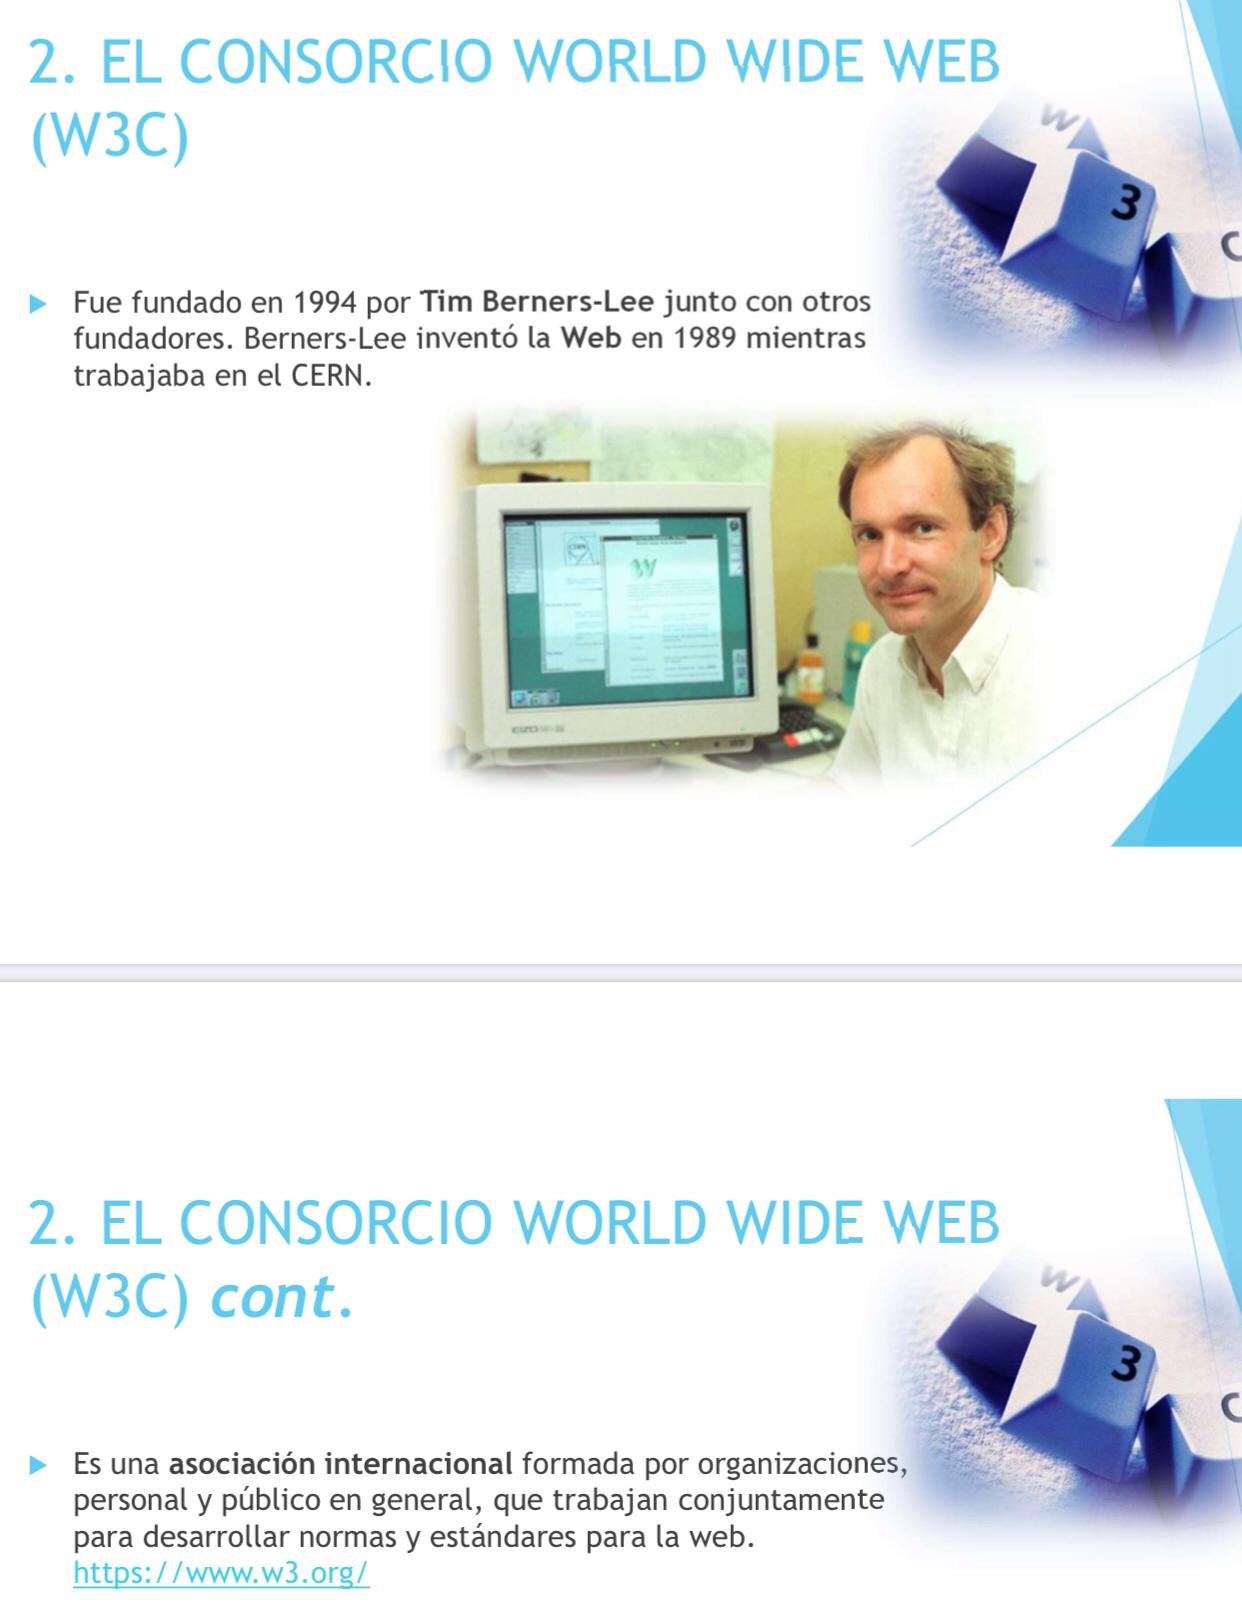 2. EL CONSORCIO WORLD WIDE WEB
(W3C)
W
3
C
Fue fundado en 1994 por Tim Berners-Lee junto con otros
fundadores. Berners-Lee inventó la Web en 1989 mientras
trabajaba en el CERN.
CERN
W
EIZO
2. EL CONSORCIO WORLD WIDE WEB
(W3C) cont.
W
3
C
Es una asociación internacional formada por organizaciones,
personal y público en general, que trabajan conjuntamente
para desarrollar normas y estándares para la web.
https://www.w3.org/